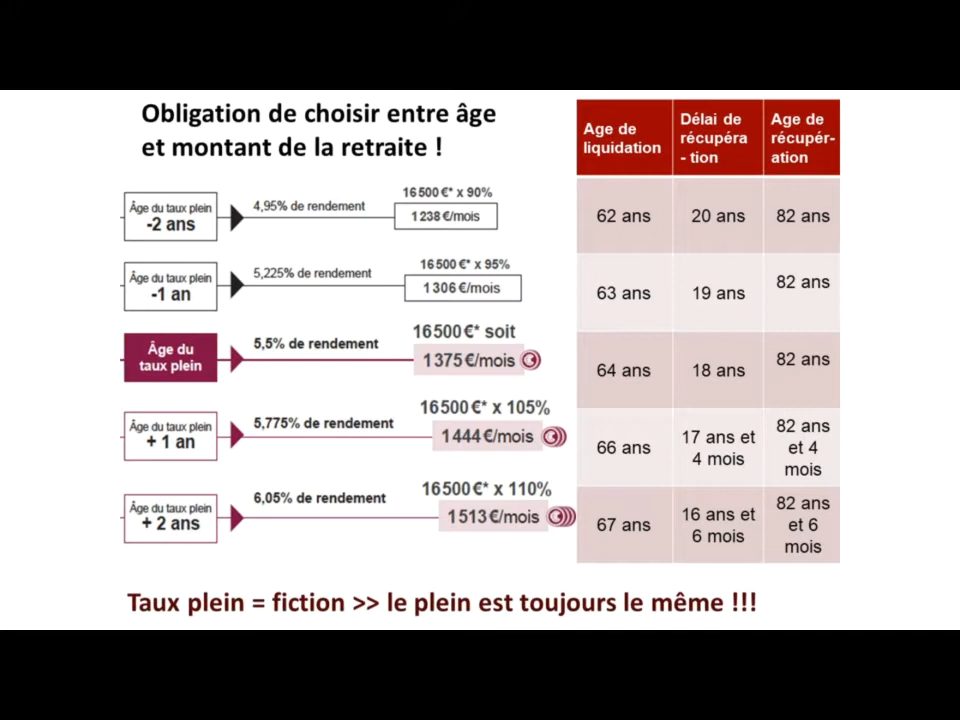 Obligation de choisir entre âge
et montant de la retraite !
Âge du taux plein
-2 ans
4,95% de rendement
16 500 €* x 90%
1 238 €/mois
Âge du taux plein
-1 an
5,225% de rendement
16 500 €* x 95%
1 306 €/mois
Âge du
taux plein
5,5% de rendement
16 500 €* soit
1 375 €/mois
Âge du taux plein
+ 1 an
5,775% de rendement
16 500 €* x 105%
1 444 €/mois
Âge du taux plein
+ 2 ans
6,05% de rendement
16 500 €* x 110%
1 513 €/mois
Age de
liquidation
Délai de
récupéra
- tion
Age de
récupér-
ation
62 ans
20 ans
82 ans
63 ans
19 ans
82 ans
64 ans
18 ans
82 ans
66 ans
17 ans et
4 mois
82 ans
et 4
mois
67 ans
16 ans et
6 mois
82 ans
et 6
mois
Taux plein = fiction >> le plein est toujours le même !!!